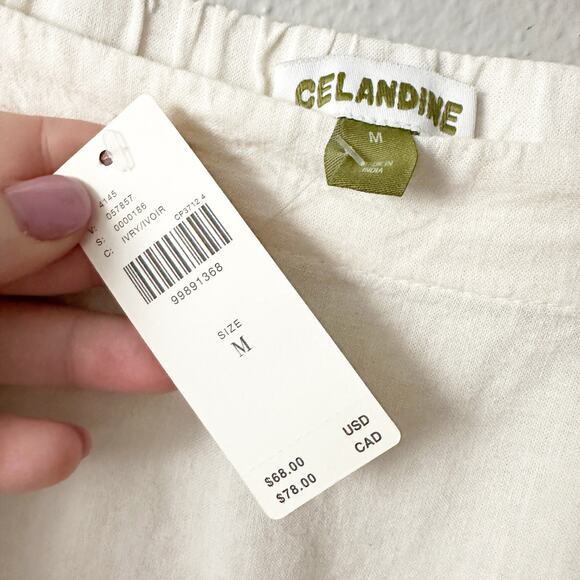 CELANDINE
M
MADE IN
INDIA
4145
V: 057857
S: 0000186
C: IVRY/IVOIR
CP3712 4
99891368
SIZE
M
$68.00 USD
$78.00 CAD